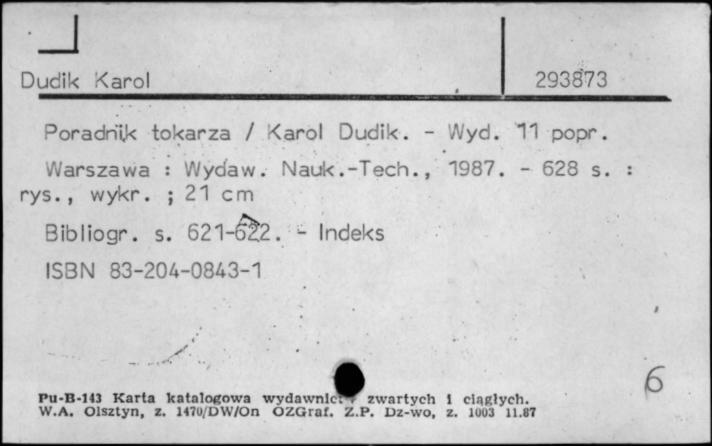 Dudik Karol 293873
Poradnik tokarza / Karol Dudik. - Wyd. 11 popr.
Warszawa : Wydaw. Nauk.-Tech., 1987. - 628 s. :
rys., wykr. ; 21 cm
Bibliogr. s. 621-622. - Indeks
ISBN 83-204-0843-1
6
Pu-B-143 Karta katalogowa zwartych i ciągłych.
W.A. Olsztyn, z. 1470/DW/On OZGraf. Z.P. Dz-wo, z. 1003 11.87